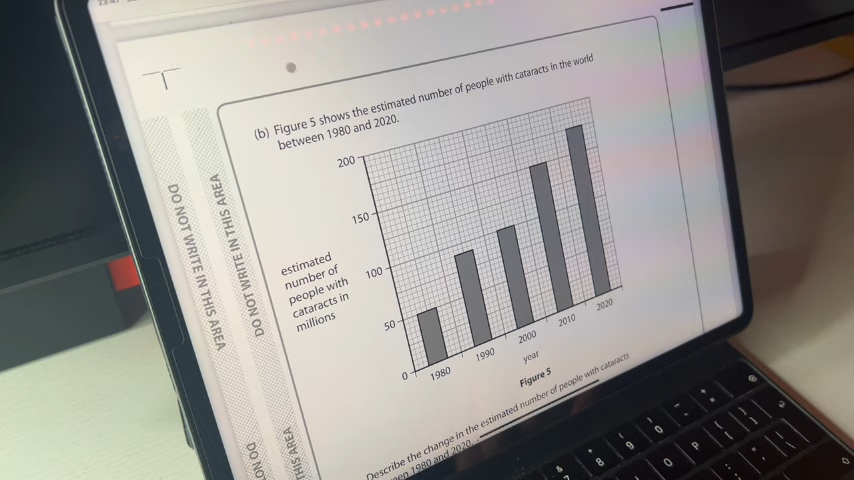 (b) Figure 5 shows the estimated number of people with cataracts in the world
between 1980 and 2020.
200
150
100
50
0
estimated
number of
people with
cataracts in
millions
1980
1990
2000
2010
2020
year
Figure 5
Describe the change in the estimated number of people with cataracts
1980 and 2020.
DO NOT WRITE IN THIS AREA
DO NOT WRITE IN THIS AREA
THIS AREA